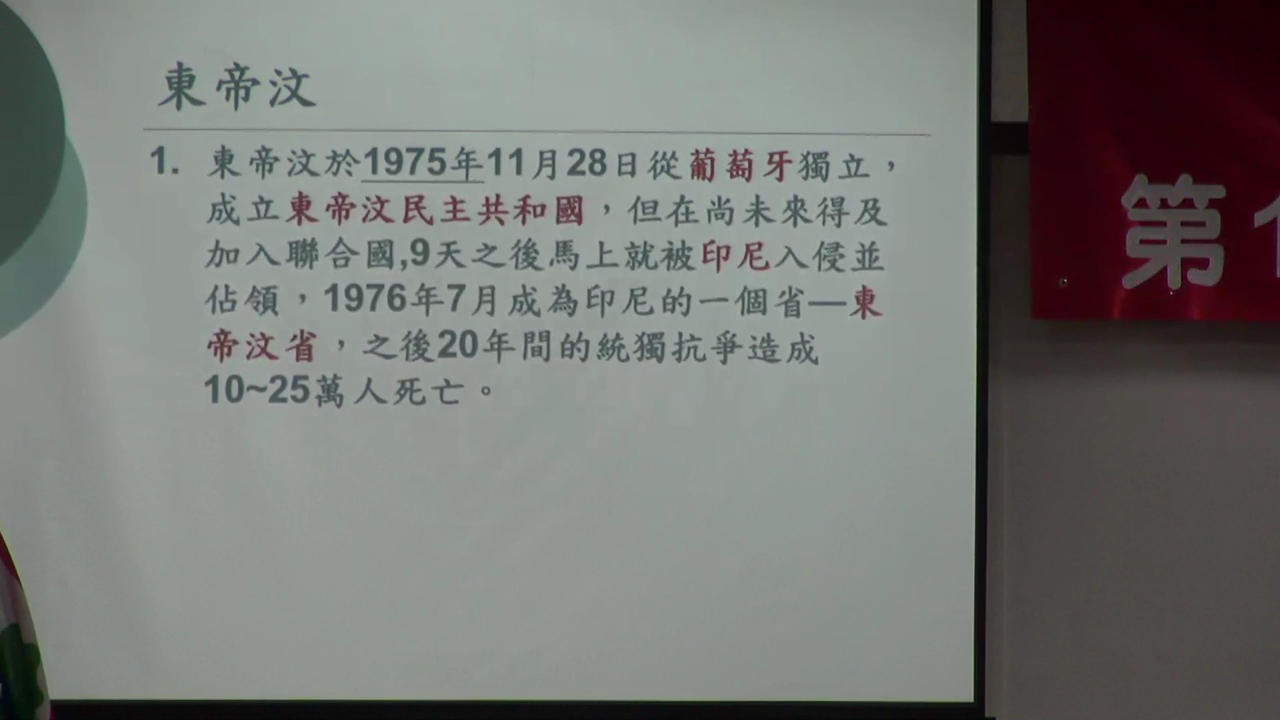 東帝汶
1. 東帝汶於1975年11月28日從葡萄牙獨立，
成立東帝汶民主共和國，但在尚未來得及
加入聯合國,9天之後馬上就被印尼入侵並
佔領，1976年7月成為印尼的一個省—東
帝汶省，之後20年間的統獨抗爭造成
10~25萬人死亡。
第